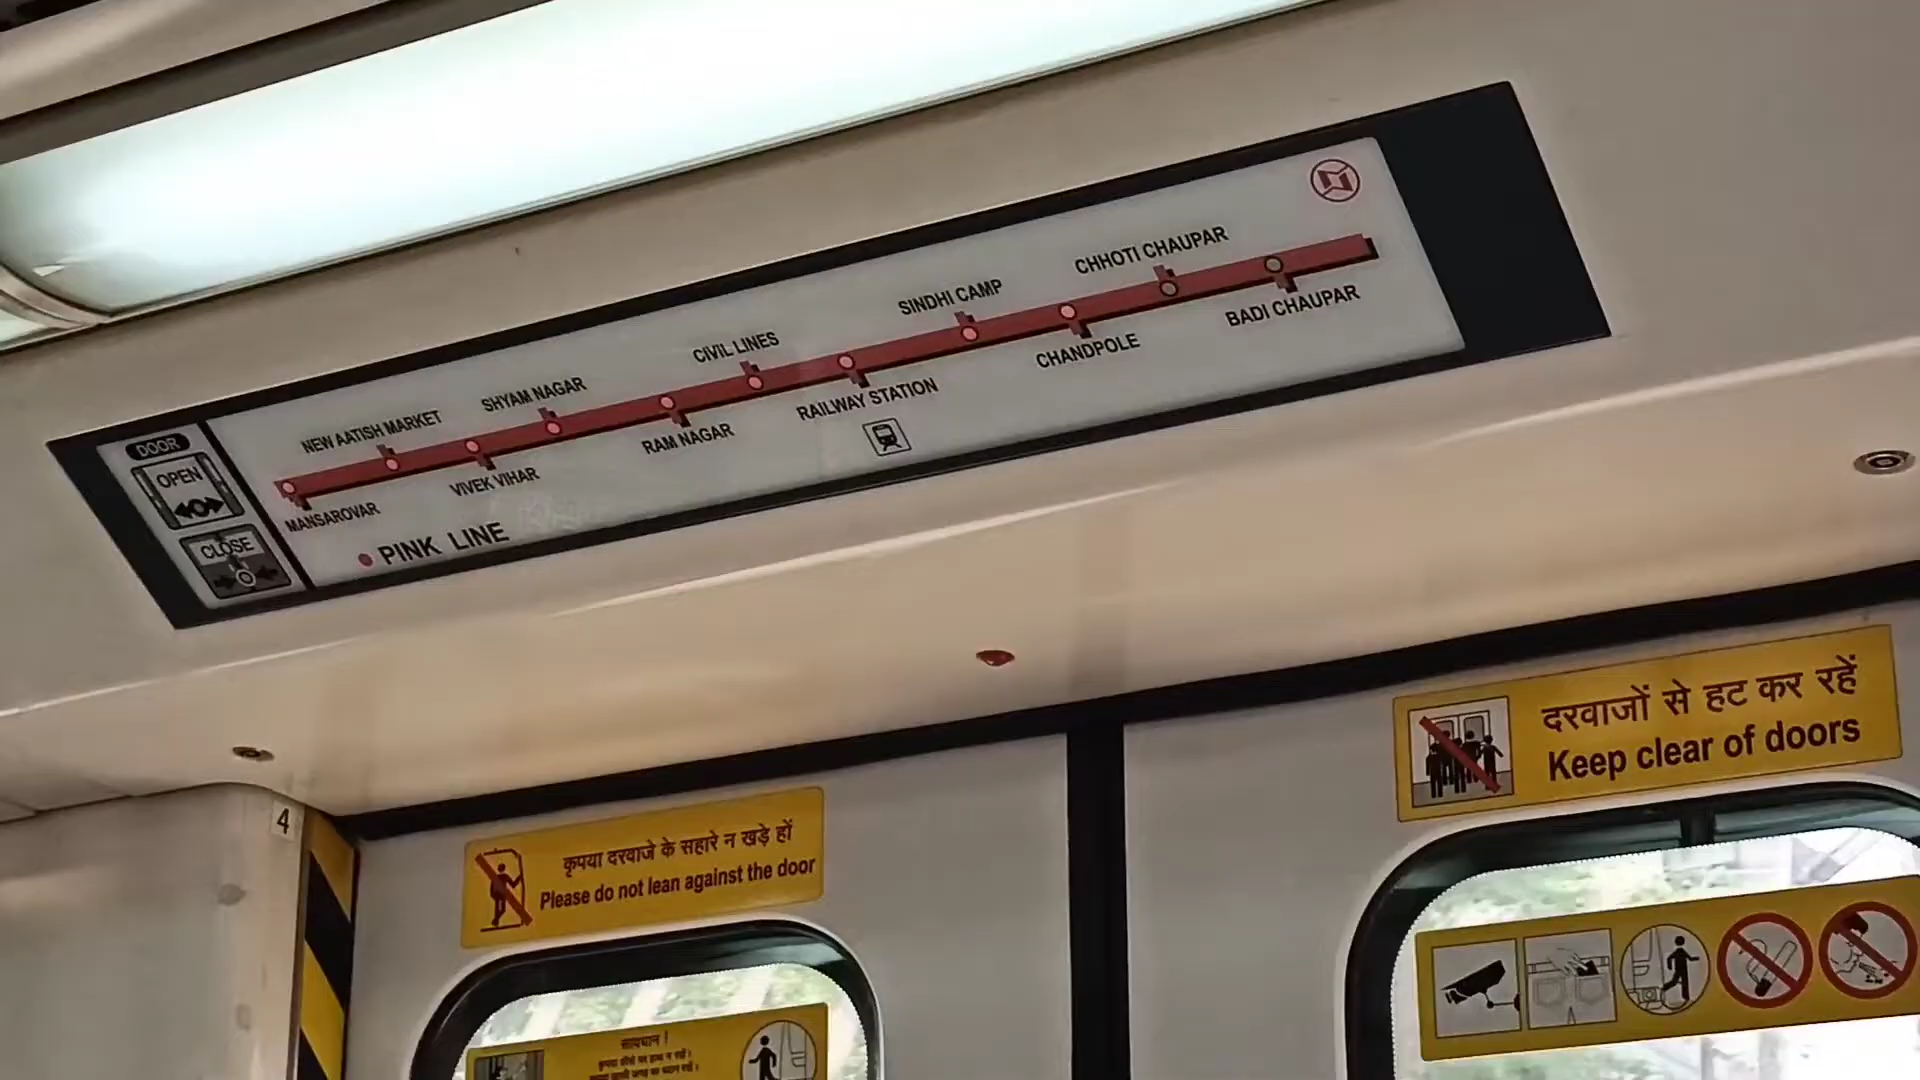 DOOR
OPEN
CLOSE
CHHOTI CHAUPAR
SINDHI CAMP
CIVIL LINES
SHYAM NAGAR
NEW AATISH MARKET
BADI CHAUPAR
CHANDPOLE
RAILWAY STATION
RAM NAGAR
VIVEK VIHAR
MANSAROVAR
PINK LINE
दरवाजों से हट कर रहें
Keep clear of doors
4
कृपया दरवाजे के सहारे न खड़े हों
Please do not lean against the door
सावधान !